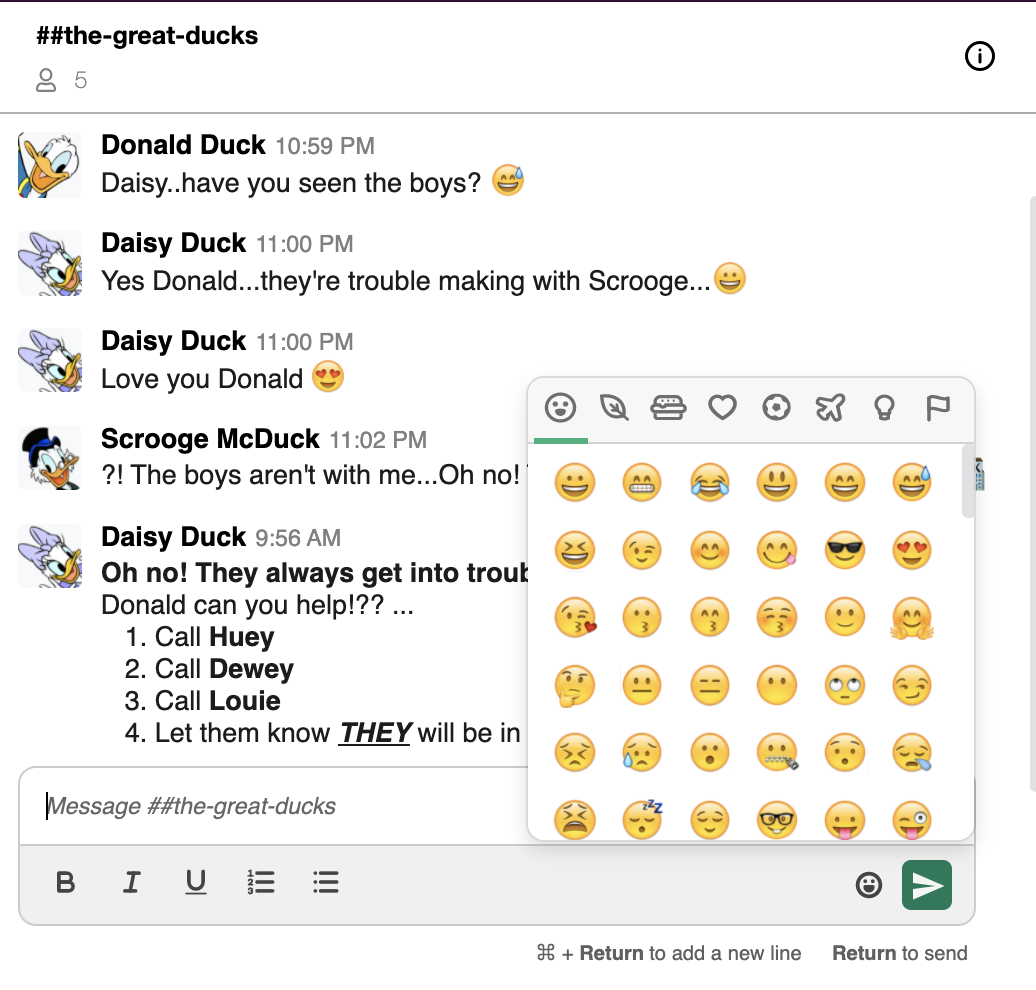 ##the-great-ducks
5
Donald Duck 10:59 PM
Daisy..have you seen the boys? 😅
Daisy Duck 11:00 PM
Yes Donald...they're trouble making with Scrooge...😀
Daisy Duck 11:00 PM
Love you Donald 😍
Scrooge McDuck 11:02 PM
?! The boys aren't with me...Oh no!
Daisy Duck 9:56 AM
Oh no! They always get into
Donald can you help!?? ...
1. Call Huey
2. Call Dewey
3. Call Louie
4. Let them know THEY will be in
Message ##the-great-ducks
B I U
⌘ + Return to add a new line Return to send